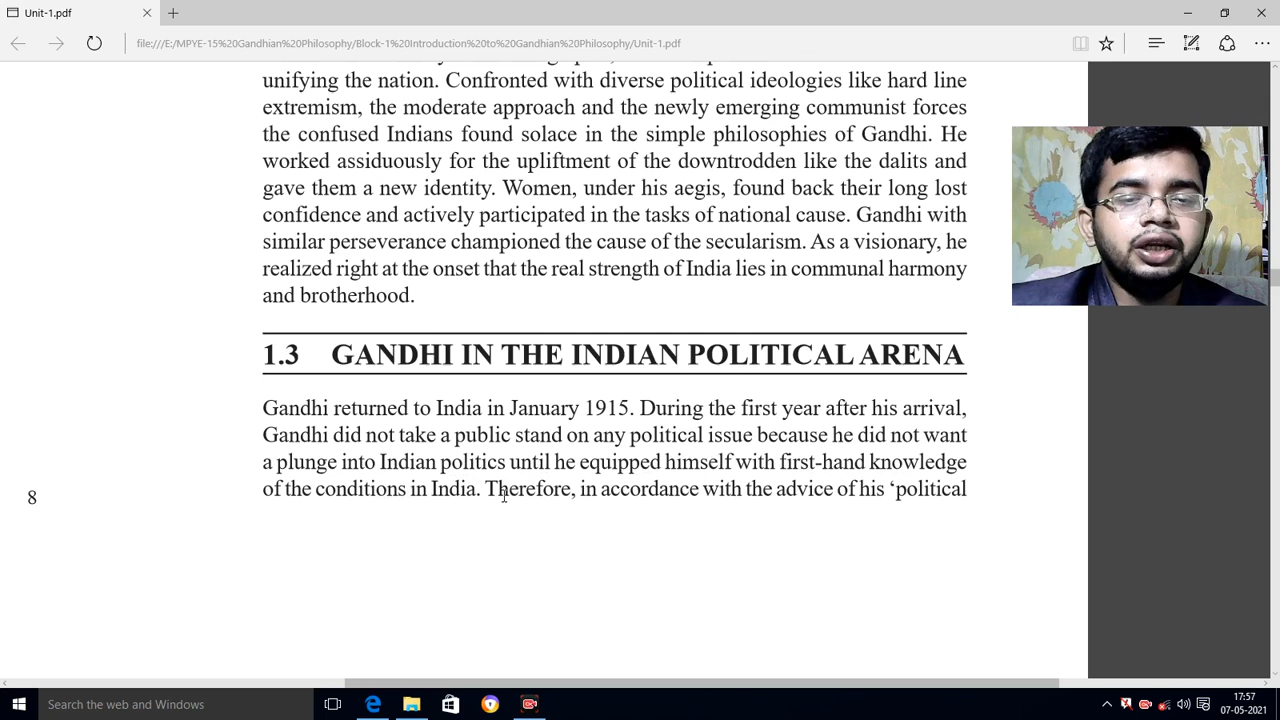 Unit-1.pdf
file:///E:/MPYE-15%20Gandhian%20Philosophy/Block-1%20Introduction%20to%20Gandhian%20Philosophy/Unit-1.pdf
unifying the nation. Confronted with diverse political ideologies like hard line
extremism, the moderate approach and the newly emerging communist forces
the confused Indians found solace in the simple philosophies of Gandhi. He
worked assiduously for the upliftment of the downtrodden like the dalits and
gave them a new identity. Women, under his aegis, found back their long lost
confidence and actively participated in the tasks of national cause. Gandhi with
similar perseverance championed the cause of the secularism. As a visionary, he
realized right at the onset that the real strength of India lies in communal harmony
and brotherhood.
1.3 GANDHI IN THE INDIAN POLITICAL ARENA
Gandhi returned to India in January 1915. During the first year after his arrival,
Gandhi did not take a public stand on any political issue because he did not want
a plunge into Indian politics until he equipped himself with first-hand knowledge
of the conditions in India. Therefore, in accordance with the advice of his ‘political
8
Search the web and Windows
17:57
07-05-2021